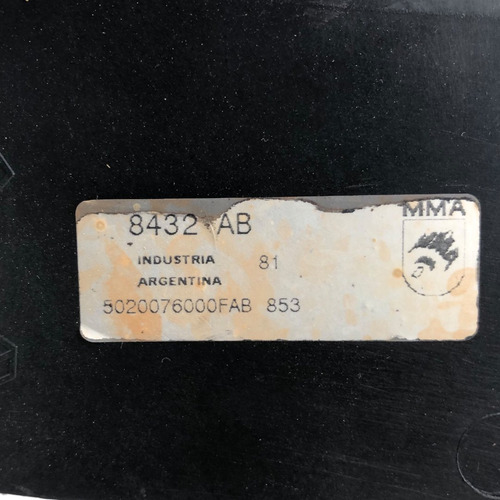 8432 AB
MMA
INDUSTRIA 81
ARGENTINA
5020076000FAB 853